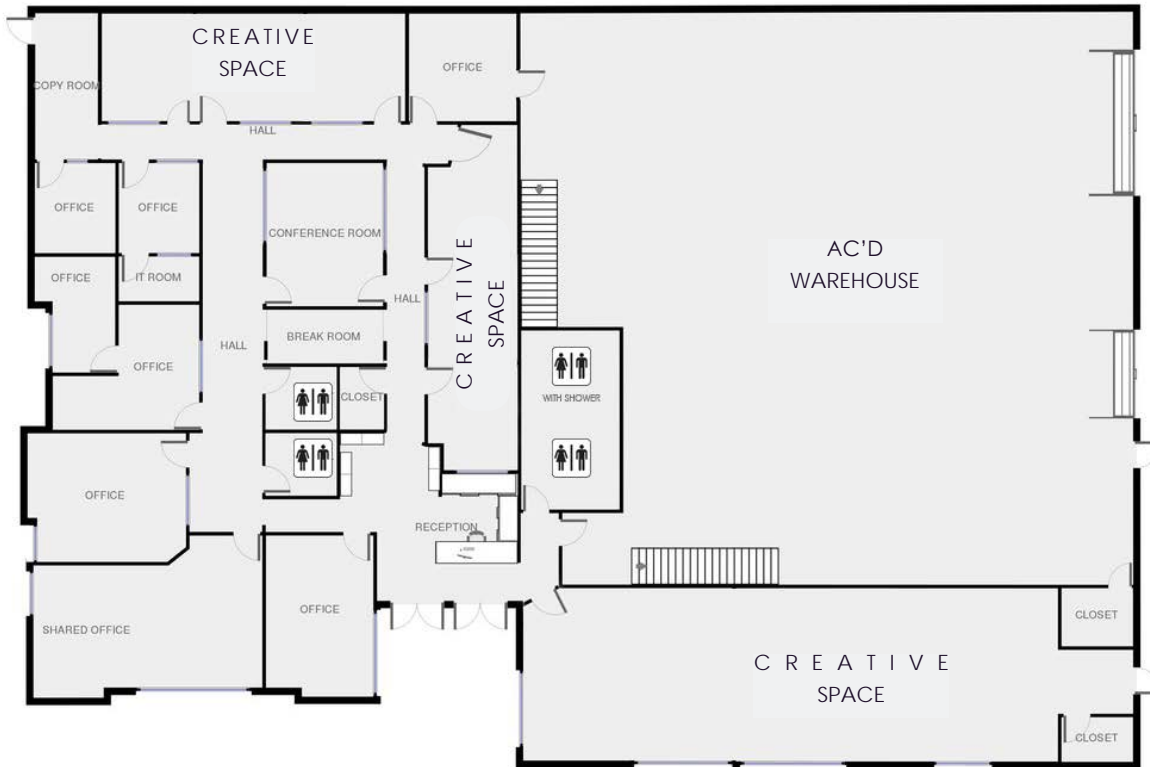 CREATIVE
SPACE
OFFICE
COPY ROOM
HALL
OFFICE
OFFICE
CONFERENCE ROOM
CREATIVE
SPACE
AC'D
WAREHOUSE
OFFICE
IT ROOM
HALL
BREAK ROOM
HALL
OFFICE
WITH SHOWER
CLOSET
OFFICE
RECEPTION
OFFICE
SHARED OFFICE
CLOSET
CREATIVE
SPACE
CLOSET